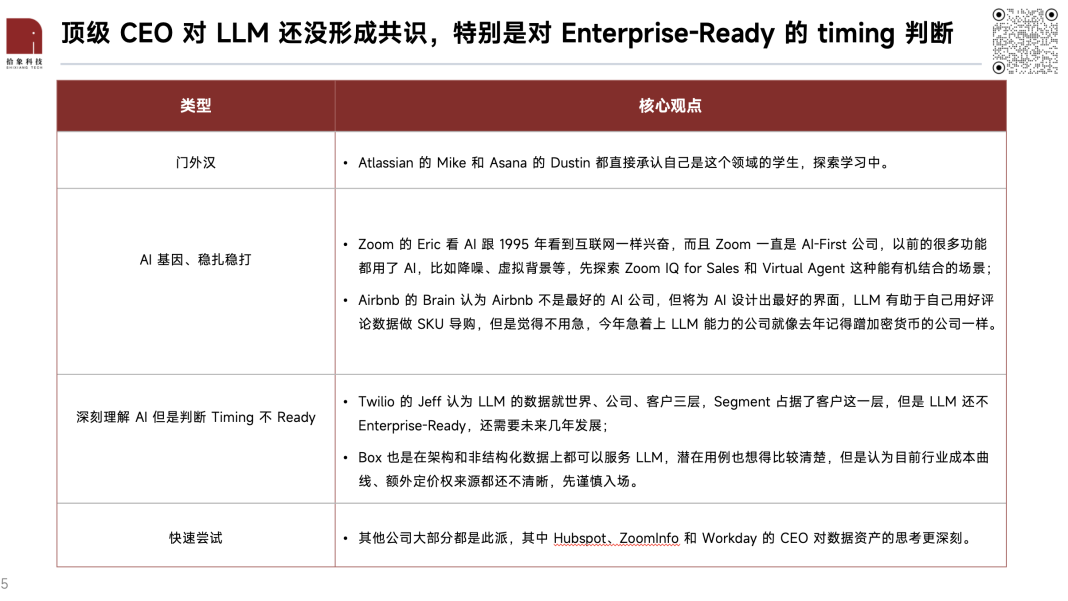 顶级 CEO 对 LLM 还没形成共识，特别是对 Enterprise-Ready 的 timing 判断
拾象科技
SHIXIANG TECH
类型
核心观点
门外汉
• Atlassian 的 Mike 和 Asana 的 Dustin 都直接承认自己是这个领域的学生，探索学习中。
AI 基因、稳扎稳打
• Zoom 的 Eric 看 AI 跟 1995 年看到互联网一样兴奋，而且 Zoom 一直是 AI-First 公司，以前的很多功能
都用了 AI，比如降噪、虚拟背景等，先探索 Zoom IQ for Sales 和 Virtual Agent 这种能有机结合的场景；
• Airbnb 的 Brain 认为 Airbnb 不是最好的 AI 公司，但将为 AI 设计出最好的界面，LLM 有助于自己用好评
论数据做 SKU 导购，但是觉得不用急，今年急着上 LLM 能力的公司就像去年记得蹭加密货币的公司一样。
深刻理解 AI 但是判断 Timing 不 Ready
• Twilio 的 Jeff 认为 LLM 的数据就世界、公司、客户三层，Segment 占据了客户这一层，但是 LLM 还不
Enterprise-Ready，还需要未来几年发展；
• Box 也是在架构和非结构化数据上都可以服务 LLM，潜在用例也想得比较清楚，但是认为目前行业成本曲
线、额外定价权来源都还不清晰，先谨慎入场。
快速尝试
• 其他公司大部分都是此派，其中 Hubspot、ZoomInfo 和 Workday 的 CEO 对数据资产的思考更深刻。
5